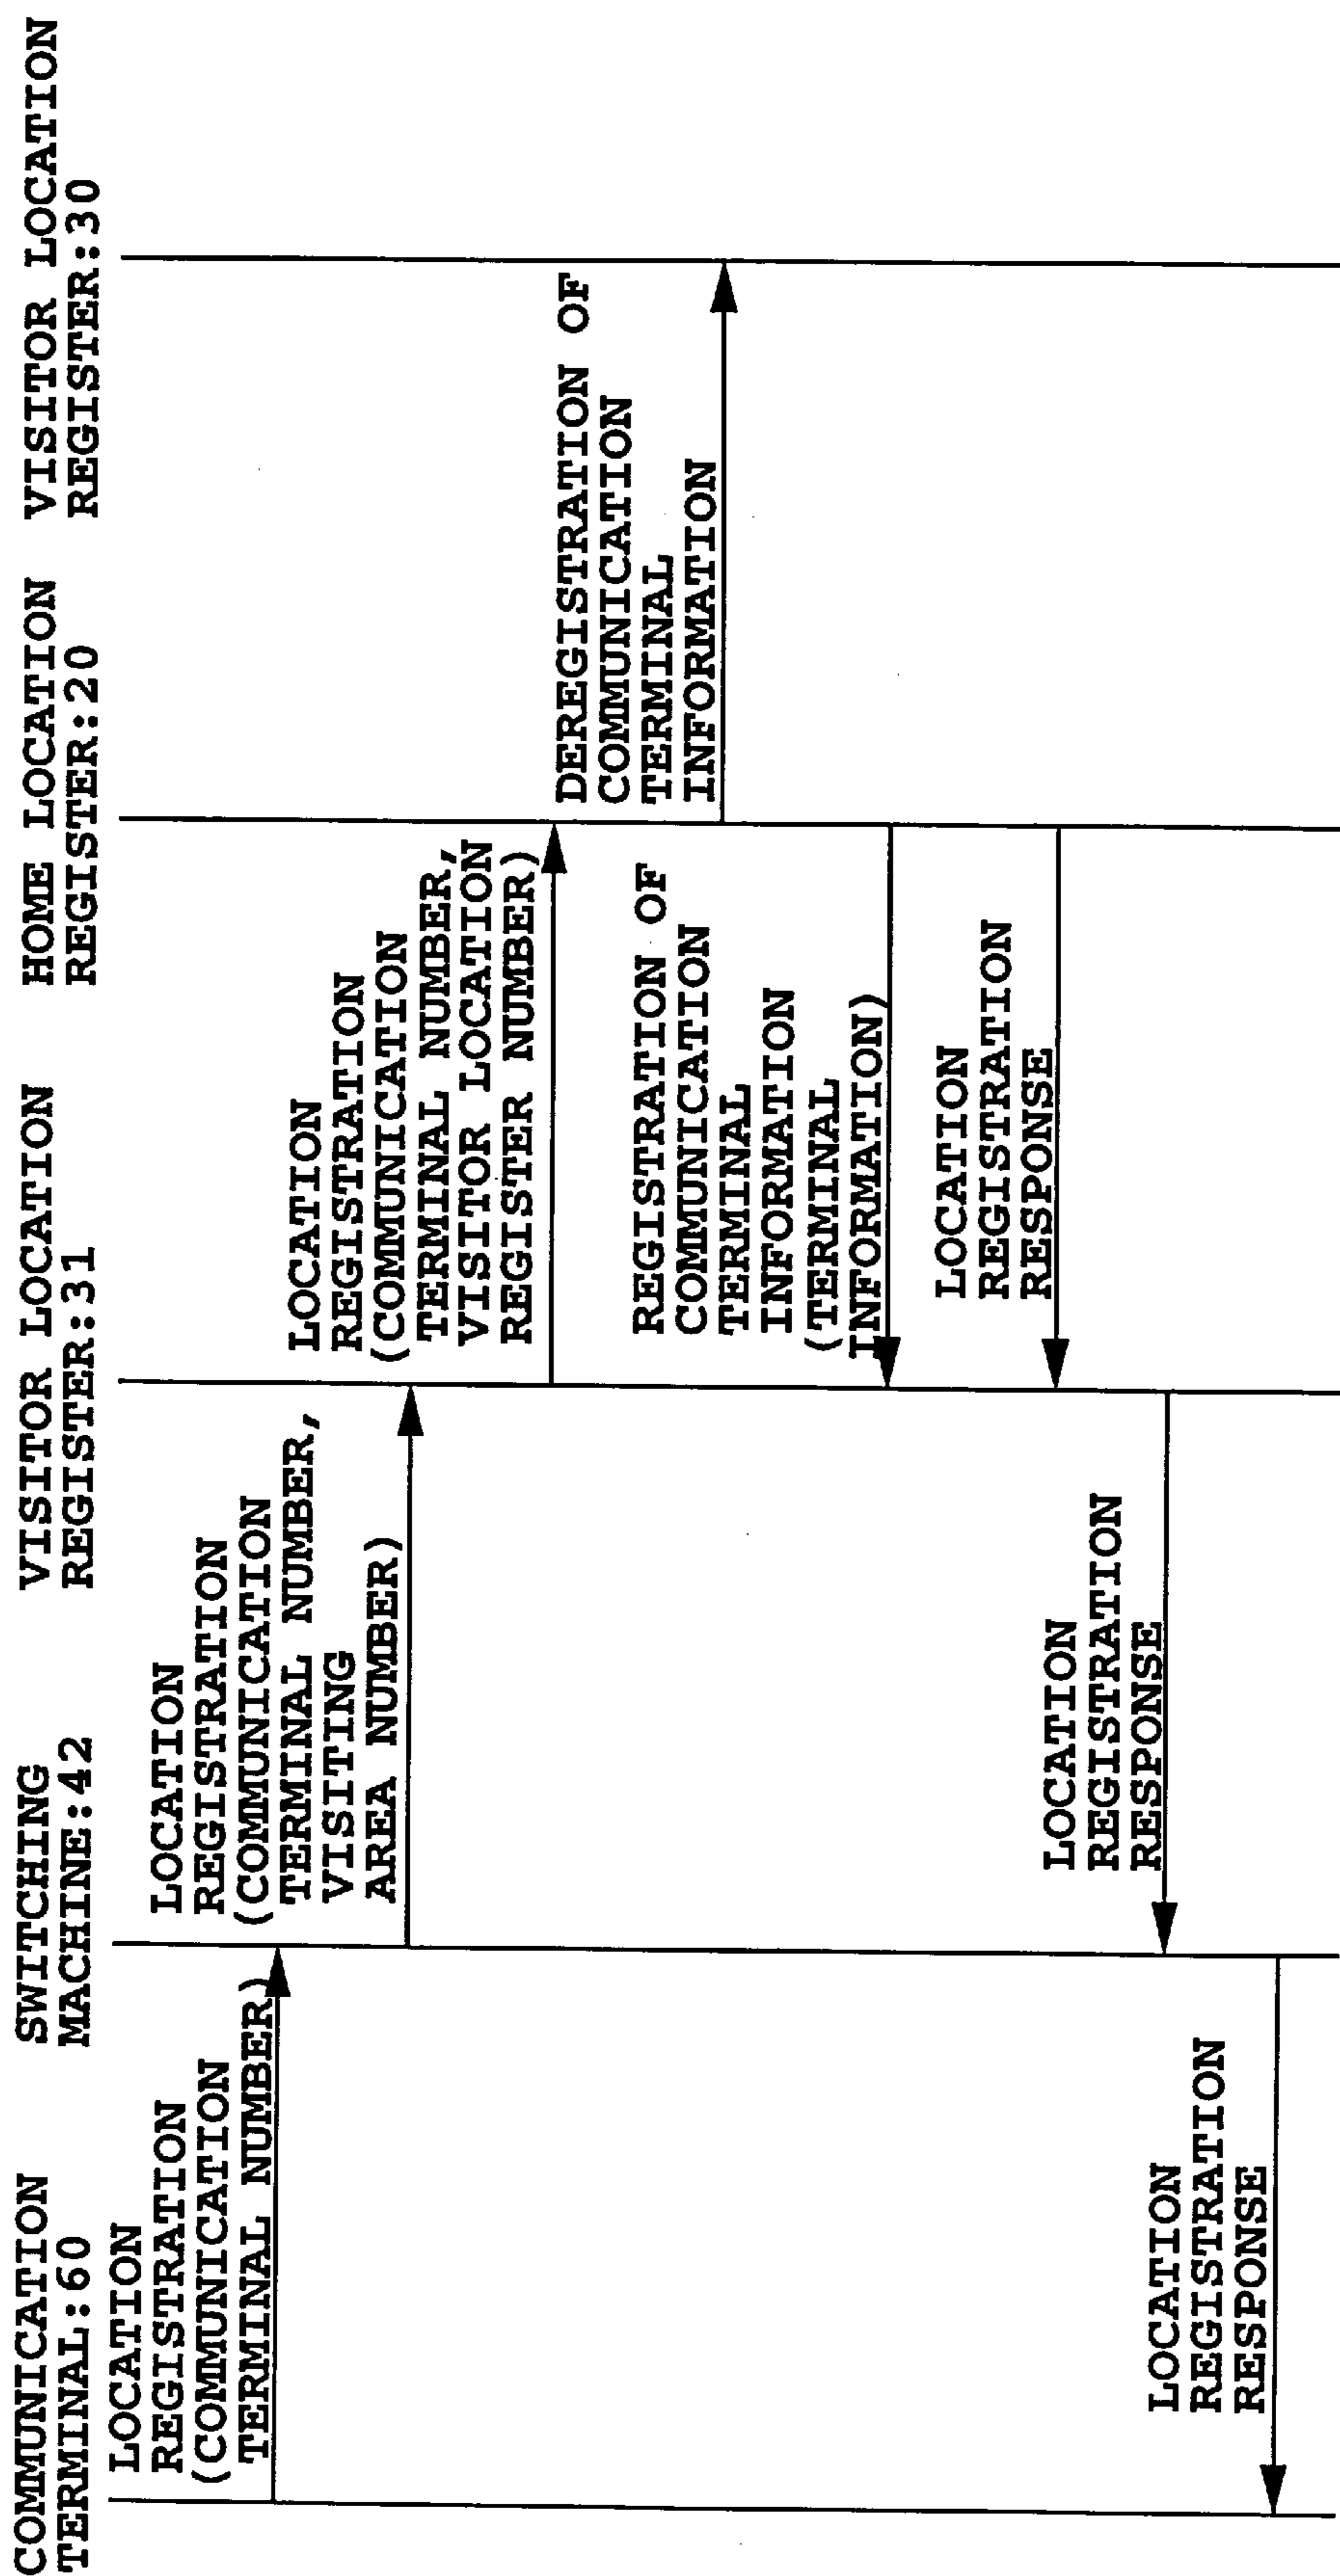 COMMUNICATION
TERMINAL:60
SWITCHING
MACHINE:42
VISITOR LOCATION
REGISTER:31
HOME LOCATION
REGISTER:20
VISITOR LOCATION
REGISTER:30
LOCATION
REGISTRATION
(COMMUNICATION
TERMINAL NUMBER)
LOCATION
REGISTRATION
(COMMUNICATION
TERMINAL NUMBER,
VISITING
AREA NUMBER)
LOCATION
REGISTRATION
(COMMUNICATION
TERMINAL NUMBER,
VISITOR LOCATION
REGISTER NUMBER)
DEREGISTRATION OF
COMMUNICATION
TERMINAL
INFORMATION
REGISTRATION OF
COMMUNICATION
TERMINAL
INFORMATION
(TERMINAL
INFORMATION)
LOCATION
REGISTRATION
RESPONSE
LOCATION
REGISTRATION
RESPONSE
LOCATION
REGISTRATION
RESPONSE